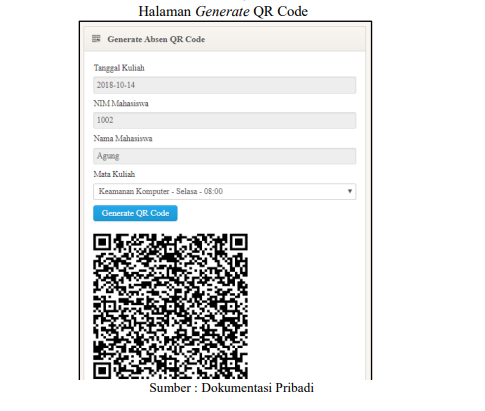 Halaman Generate QR Code
Generate Absen QR Code
Tanggal Kuliah
2018-10-14
NIM Mahasiswa
1002
Nama Mahasiswa
Agung
Mata Kuliah
Keamanan Komputer - Selasa - 08:00
Generate QR Code
Sumber : Dokumentasi Pribadi